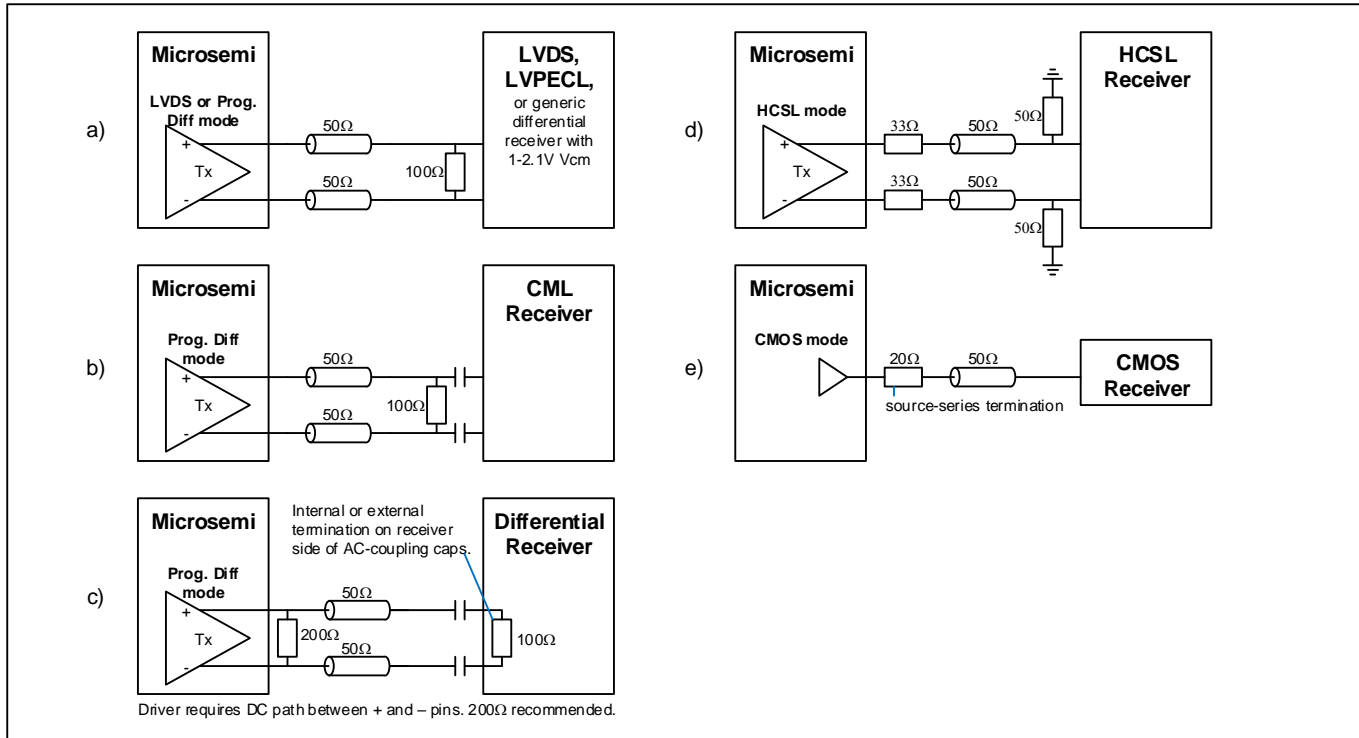 a)
Microsemi
LVDS or Prog.
Diff mode
+
Tx
-
50Ω
50Ω
100Ω
LVDS,
LVPECL,
or generic
differential
receiver with
1-2.1V Vcm
b)
Microsemi
Prog. Diff
mode
+
Tx
-
50Ω
50Ω
100Ω
CML
Receiver
c)
Microsemi
Prog. Diff
mode
+
Tx
-
Internal or external
termination on receiver
side of AC-coupling caps.
200Ω
50Ω
50Ω
Differential
Receiver
100Ω
Driver requires DC path between + and – pins. 200Ω recommended.
d)
Microsemi
HCSL mode
+
Tx
-
33Ω
50Ω
50Ω
33Ω
50Ω
50Ω
HCSL
Receiver
e)
Microsemi
CMOS mode
20Ω
50Ω
source-series termination
CMOS
Receiver